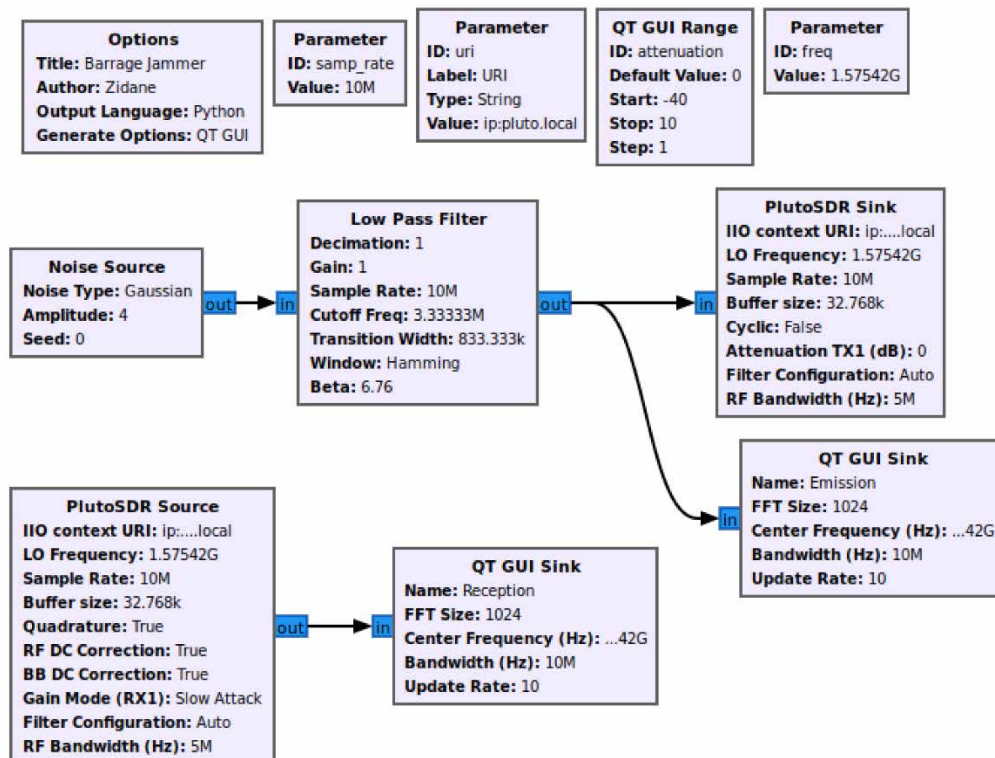 Options
Title: Barrage Jammer
Author: Zidane
Output Language: Python
Generate Options: QT GUI
Parameter
ID: samp_rate
Value: 10M
Parameter
ID: uri
Label: URI
Type: String
Value: ip:pluto.local
QT GUI Range
ID: attenuation
Default Value: 0
Start: -40
Stop: 10
Step: 1
Parameter
ID: freq
Value: 1.57542G
Noise Source
Noise Type: Gaussian
Amplitude: 4
Seed: 0
out
in
Low Pass Filter
Decimation: 1
Gain: 1
Sample Rate: 10M
Cutoff Freq: 3.33333M
Transition Width: 833.333k
Window: Hamming
Beta: 6.76
out
in
PlutoSDR Sink
IIO context URI: ip:....local
LO Frequency: 1.57542G
Sample Rate: 10M
Buffer size: 32.768k
Cyclic: False
Attenuation TX1 (dB): 0
Filter Configuration: Auto
RF Bandwidth (Hz): 5M
in
QT GUI Sink
Name: Emission
FFT Size: 1024
Center Frequency (Hz): ...42G
Bandwidth (Hz): 10M
Update Rate: 10
PlutoSDR Source
IIO context URI: ip:....local
LO Frequency: 1.57542G
Sample Rate: 10M
Buffer size: 32.768k
Quadrature: True
RF DC Correction: True
BB DC Correction: True
Gain Mode (RX1): Slow Attack
Filter Configuration: Auto
RF Bandwidth (Hz): 5M
out
in
QT GUI Sink
Name: Reception
FFT Size: 1024
Center Frequency (Hz): ...42G
Bandwidth (Hz): 10M
Update Rate: 10